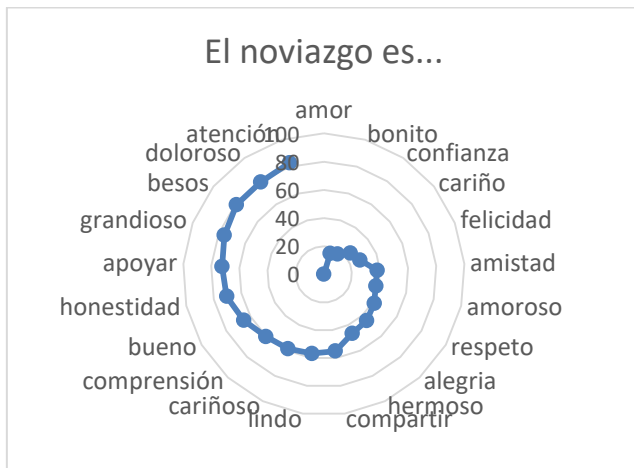 El noviazgo es...
amor
bonito
confianza
cariño
felicidad
amistad
amoroso
respeto
alegria
hermoso
compartir
lindo
cariñoso
comprensión
bueno
honestidad
apoyar
grandioso
besos
doloroso
atención
100
80
60
40
20
0